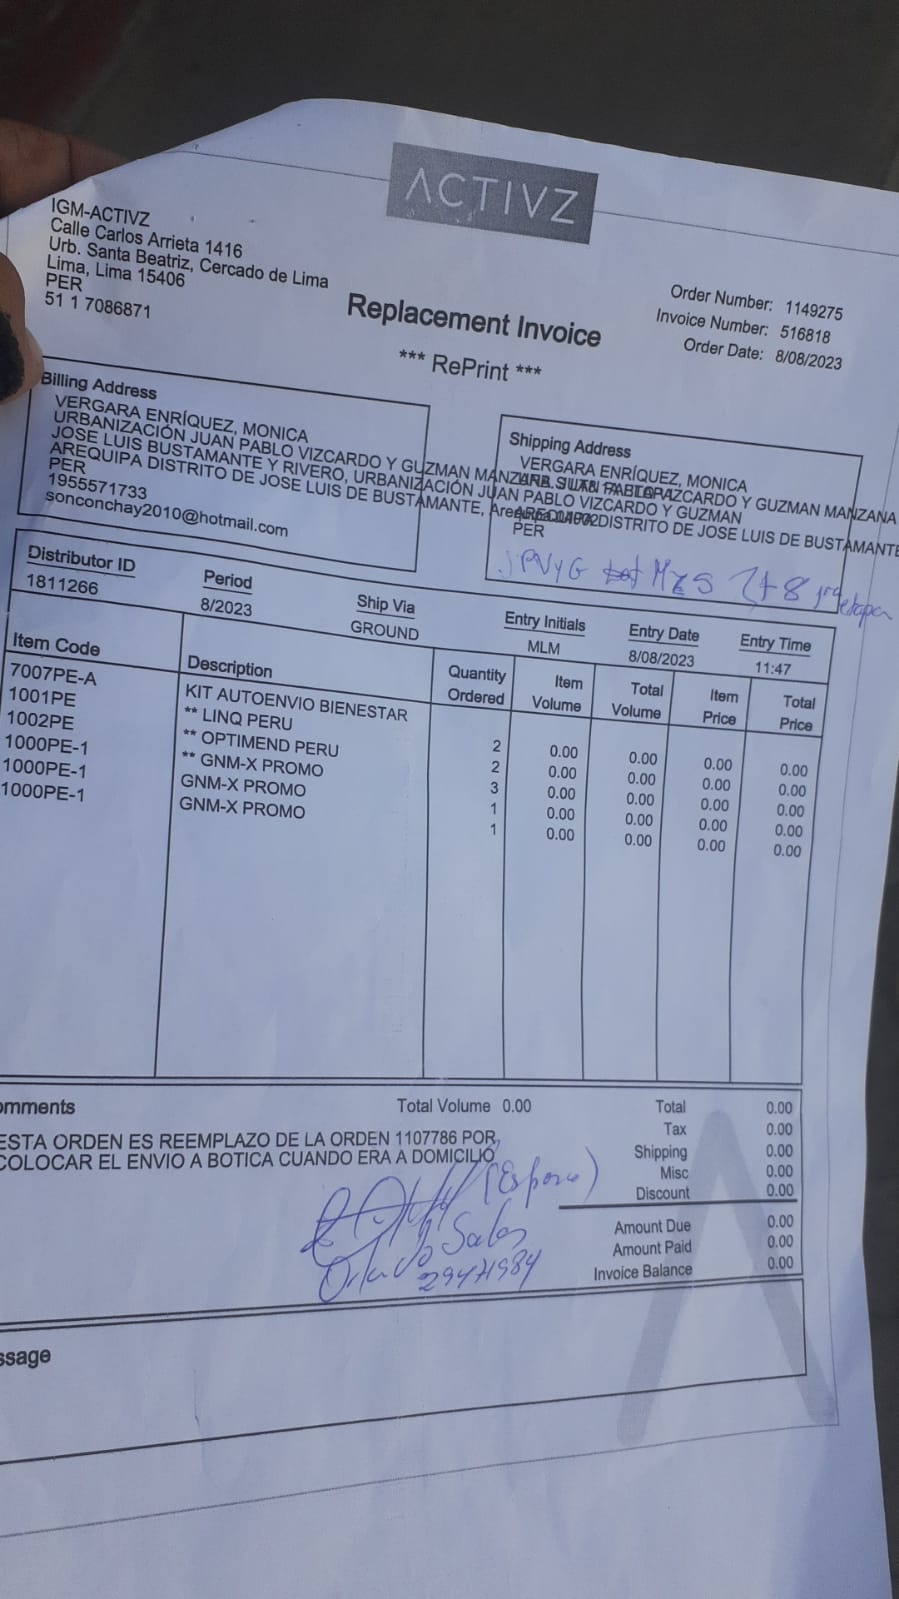 ACTIVZ
IGM-ACTIVZ
Calle Carlos Arrieta 1416
Urb. Santa Beatriz, Cercado de Lima
Lima, Lima 15406
PER
51 1 7086871
Replacement Invoice
*** RePrint ***
Order Number: 1149275
Invoice Number: 516818
Order Date: 8/08/2023
Billing Address
VERGARA ENRÍQUEZ, MONICA
URBANIZACIÓN JUAN PABLO VIZCARDO Y GUZMAN MANZANA
JOSE LUIS BUSTAMANTE Y RIVERO, URBANIZACIÓN JUAN PABLO VIZCARDO Y GUZMAN
AREQUIPA DISTRITO DE JOSE LUIS DE BUSTAMANTE, Arequipa
PER
1955571733
sonconchay2010@hotmail.com
Shipping Address
VERGARA ENRÍQUEZ, MONICA
VIZCARDO Y GUZMAN MANZANA
DISTRITO DE JOSE LUIS DE BUSTAMANTE
PER
JPVyG Mz S
Distributor ID Period Ship Via Entry Initials Entry Date Entry Time
1811266 8/2023 GROUND MLM 8/08/2023 11:47
Item Code Description Quantity Ordered Item Volume Total Volume Item Price Total Price
7007PE-A KIT AUTOENVIO BIENESTAR
1001PE ** LINQ PERU 2 0.00 0.00 0.00 0.00
1002PE ** OPTIMEND PERU 2 0.00 0.00 0.00 0.00
1000PE-1 ** GNM-X PROMO 3 0.00 0.00 0.00 0.00
1000PE-1 GNM-X PROMO 1 0.00 0.00 0.00 0.00
1000PE-1 GNM-X PROMO 1 0.00 0.00 0.00 0.00
omments
Total Volume 0.00
ESTA ORDEN ES REEMPLAZO DE LA ORDEN 1107786 POR
COLOCAR EL ENVIO A BOTICA CUANDO ERA A DOMICILIO
Total 0.00
Tax 0.00
Shipping 0.00
Misc 0.00
Discount 0.00
Amount Due 0.00
Amount Paid 0.00
Invoice Balance 0.00
(Esposo)
Orlando Salas
29471984
ssage